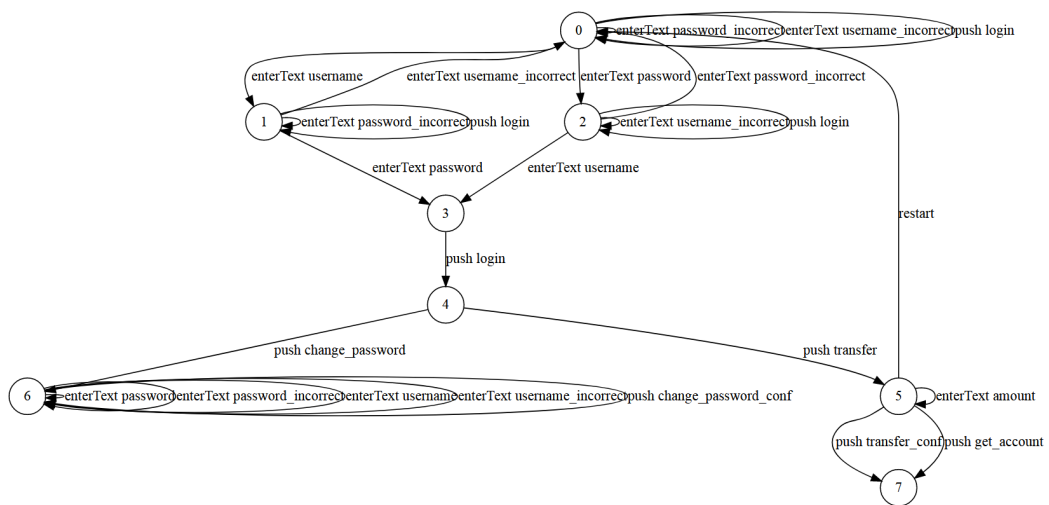 0
enterText password_incorrect
enterText username_incorrect
push login
enterText username
enterText username_incorrect
enterText password
enterText password_incorrect
1
enterText password_incorrect
push login
2
enterText username_incorrect
push login
enterText password
enterText username
3
restart
push login
4
push change_password
push transfer
6
enterText password
enterText password_incorrect
enterText username
enterText username_incorrect
push change_password_conf
5
enterText amount
push transfer_conf
push get_account
7